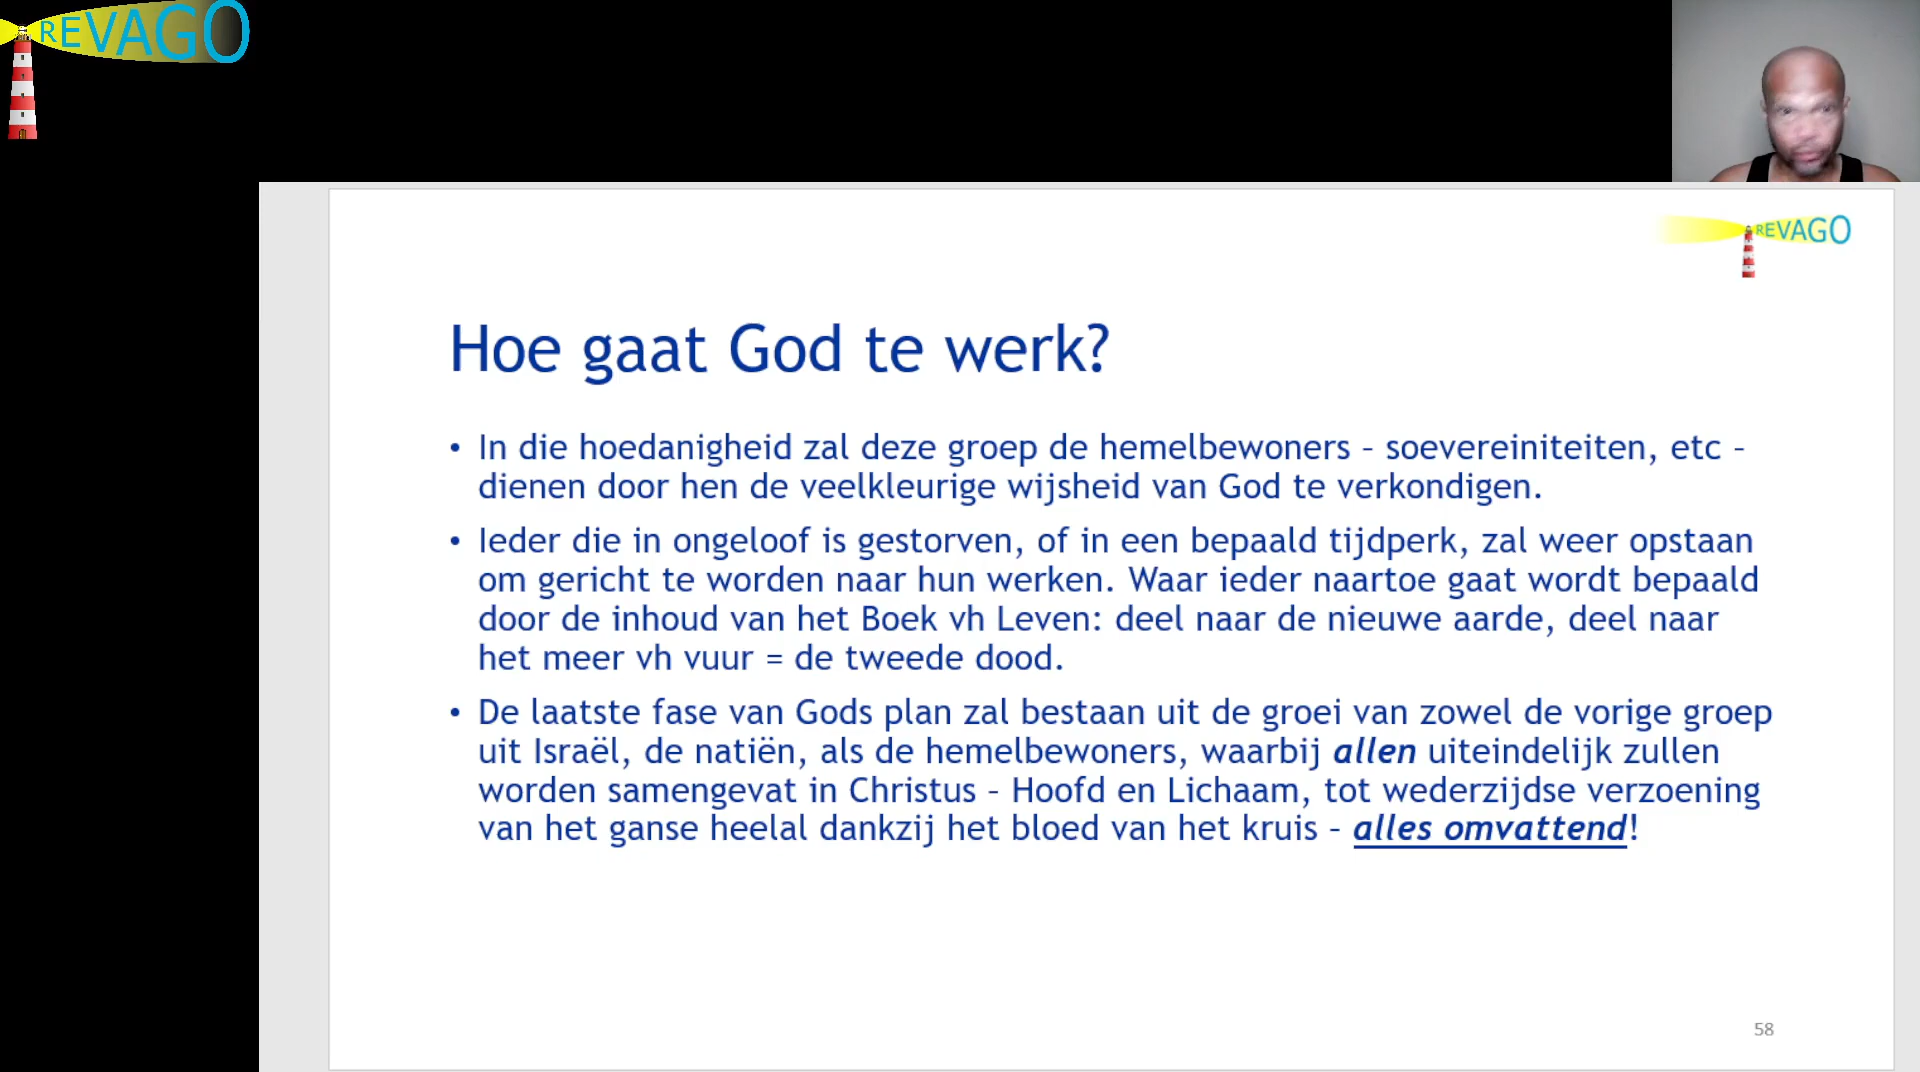 REVAGO
REVAGO
Hoe gaat God te werk?
• In die hoedanigheid zal deze groep de hemelbewoners – soevereiniteiten, etc –
dienen door hen de veelkleurige wijsheid van God te verkondigen.
• Ieder die in ongeloof is gestorven, of in een bepaald tijdperk, zal weer opstaan
om gericht te worden naar hun werken. Waar ieder naartoe gaat wordt bepaald
door de inhoud van het Boek vh Leven: deel naar de nieuwe aarde, deel naar
het meer vh vuur = de tweede dood.
• De laatste fase van Gods plan zal bestaan uit de groei van zowel de vorige groep
uit Israël, de natiën, als de hemelbewoners, waarbij allen uiteindelijk zullen
worden samengevat in Christus – Hoofd en Lichaam, tot wederzijdse verzoening
van het ganse heelal dankzij het bloed van het kruis – alles omvattend!
58